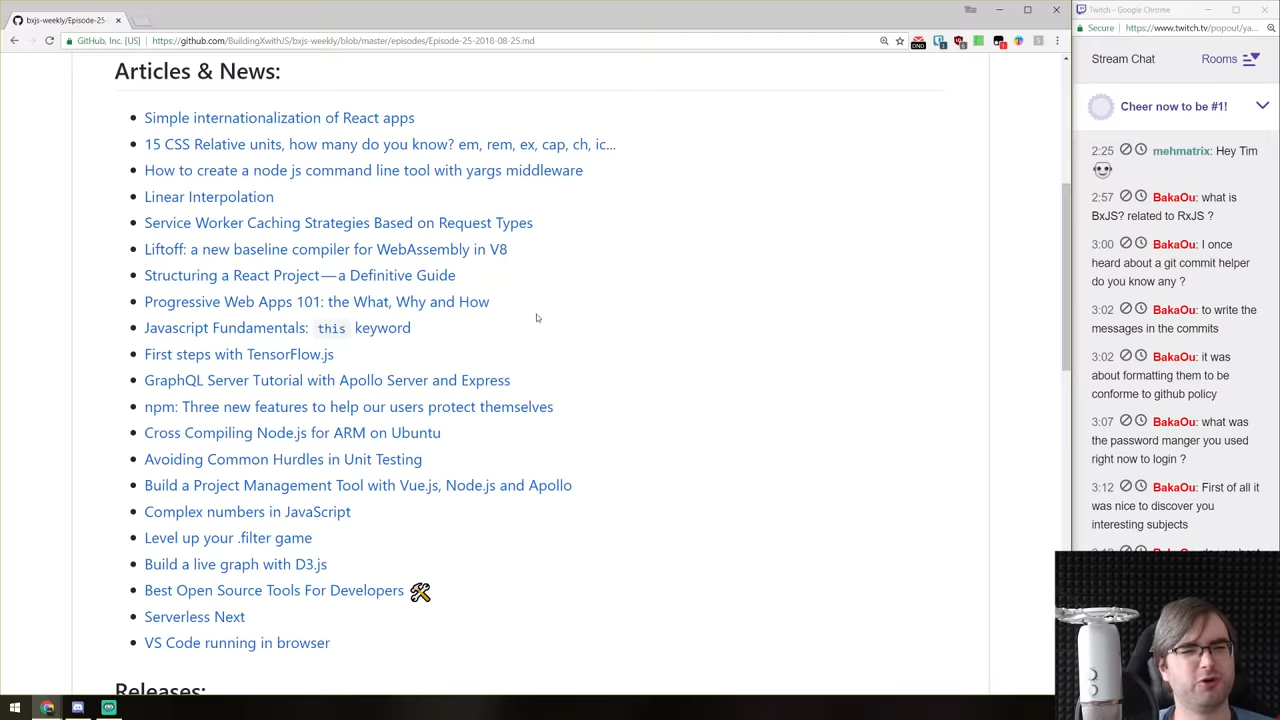 bxjs-weekly/Episode-25-
Tim
GitHub, Inc. [US]
https://github.com/BuildingXwithJS/bxjs-weekly/blob/master/episodes/Episode-25-2018-08-25.md
Articles & News:
Simple internationalization of React apps
15 CSS Relative units, how many do you know? em, rem, ex, cap, ch, ic...
How to create a node js command line tool with yargs middleware
Linear Interpolation
Service Worker Caching Strategies Based on Request Types
Liftoff: a new baseline compiler for WebAssembly in V8
Structuring a React Project — a Definitive Guide
Progressive Web Apps 101: the What, Why and How
Javascript Fundamentals: this keyword
First steps with TensorFlow.js
GraphQL Server Tutorial with Apollo Server and Express
npm: Three new features to help our users protect themselves
Cross Compiling Node.js for ARM on Ubuntu
Avoiding Common Hurdles in Unit Testing
Build a Project Management Tool with Vue.js, Node.js and Apollo
Complex numbers in JavaScript
Level up your .filter game
Build a live graph with D3.js
Best Open Source Tools For Developers
Serverless Next
VS Code running in browser
Releases:
Twitch - Google Chrome
Secure
https://www.twitch.tv/popout/ya...
Stream Chat
Rooms
Cheer now to be #1!
2:25 mehmatrix: Hey Tim
2:57 BakaOu: what is
BxJS? related to RxJS ?
3:00 BakaOu: I once
heard about a git commit helper
do you know any ?
3:02 BakaOu: to write the
messages in the commits
3:02 BakaOu: it was
about formatting them to be
conforme to github policy
3:07 BakaOu: what was
the password manger you used
right now to login ?
3:12 BakaOu: First of all it
was nice to discover you
interesting subjects